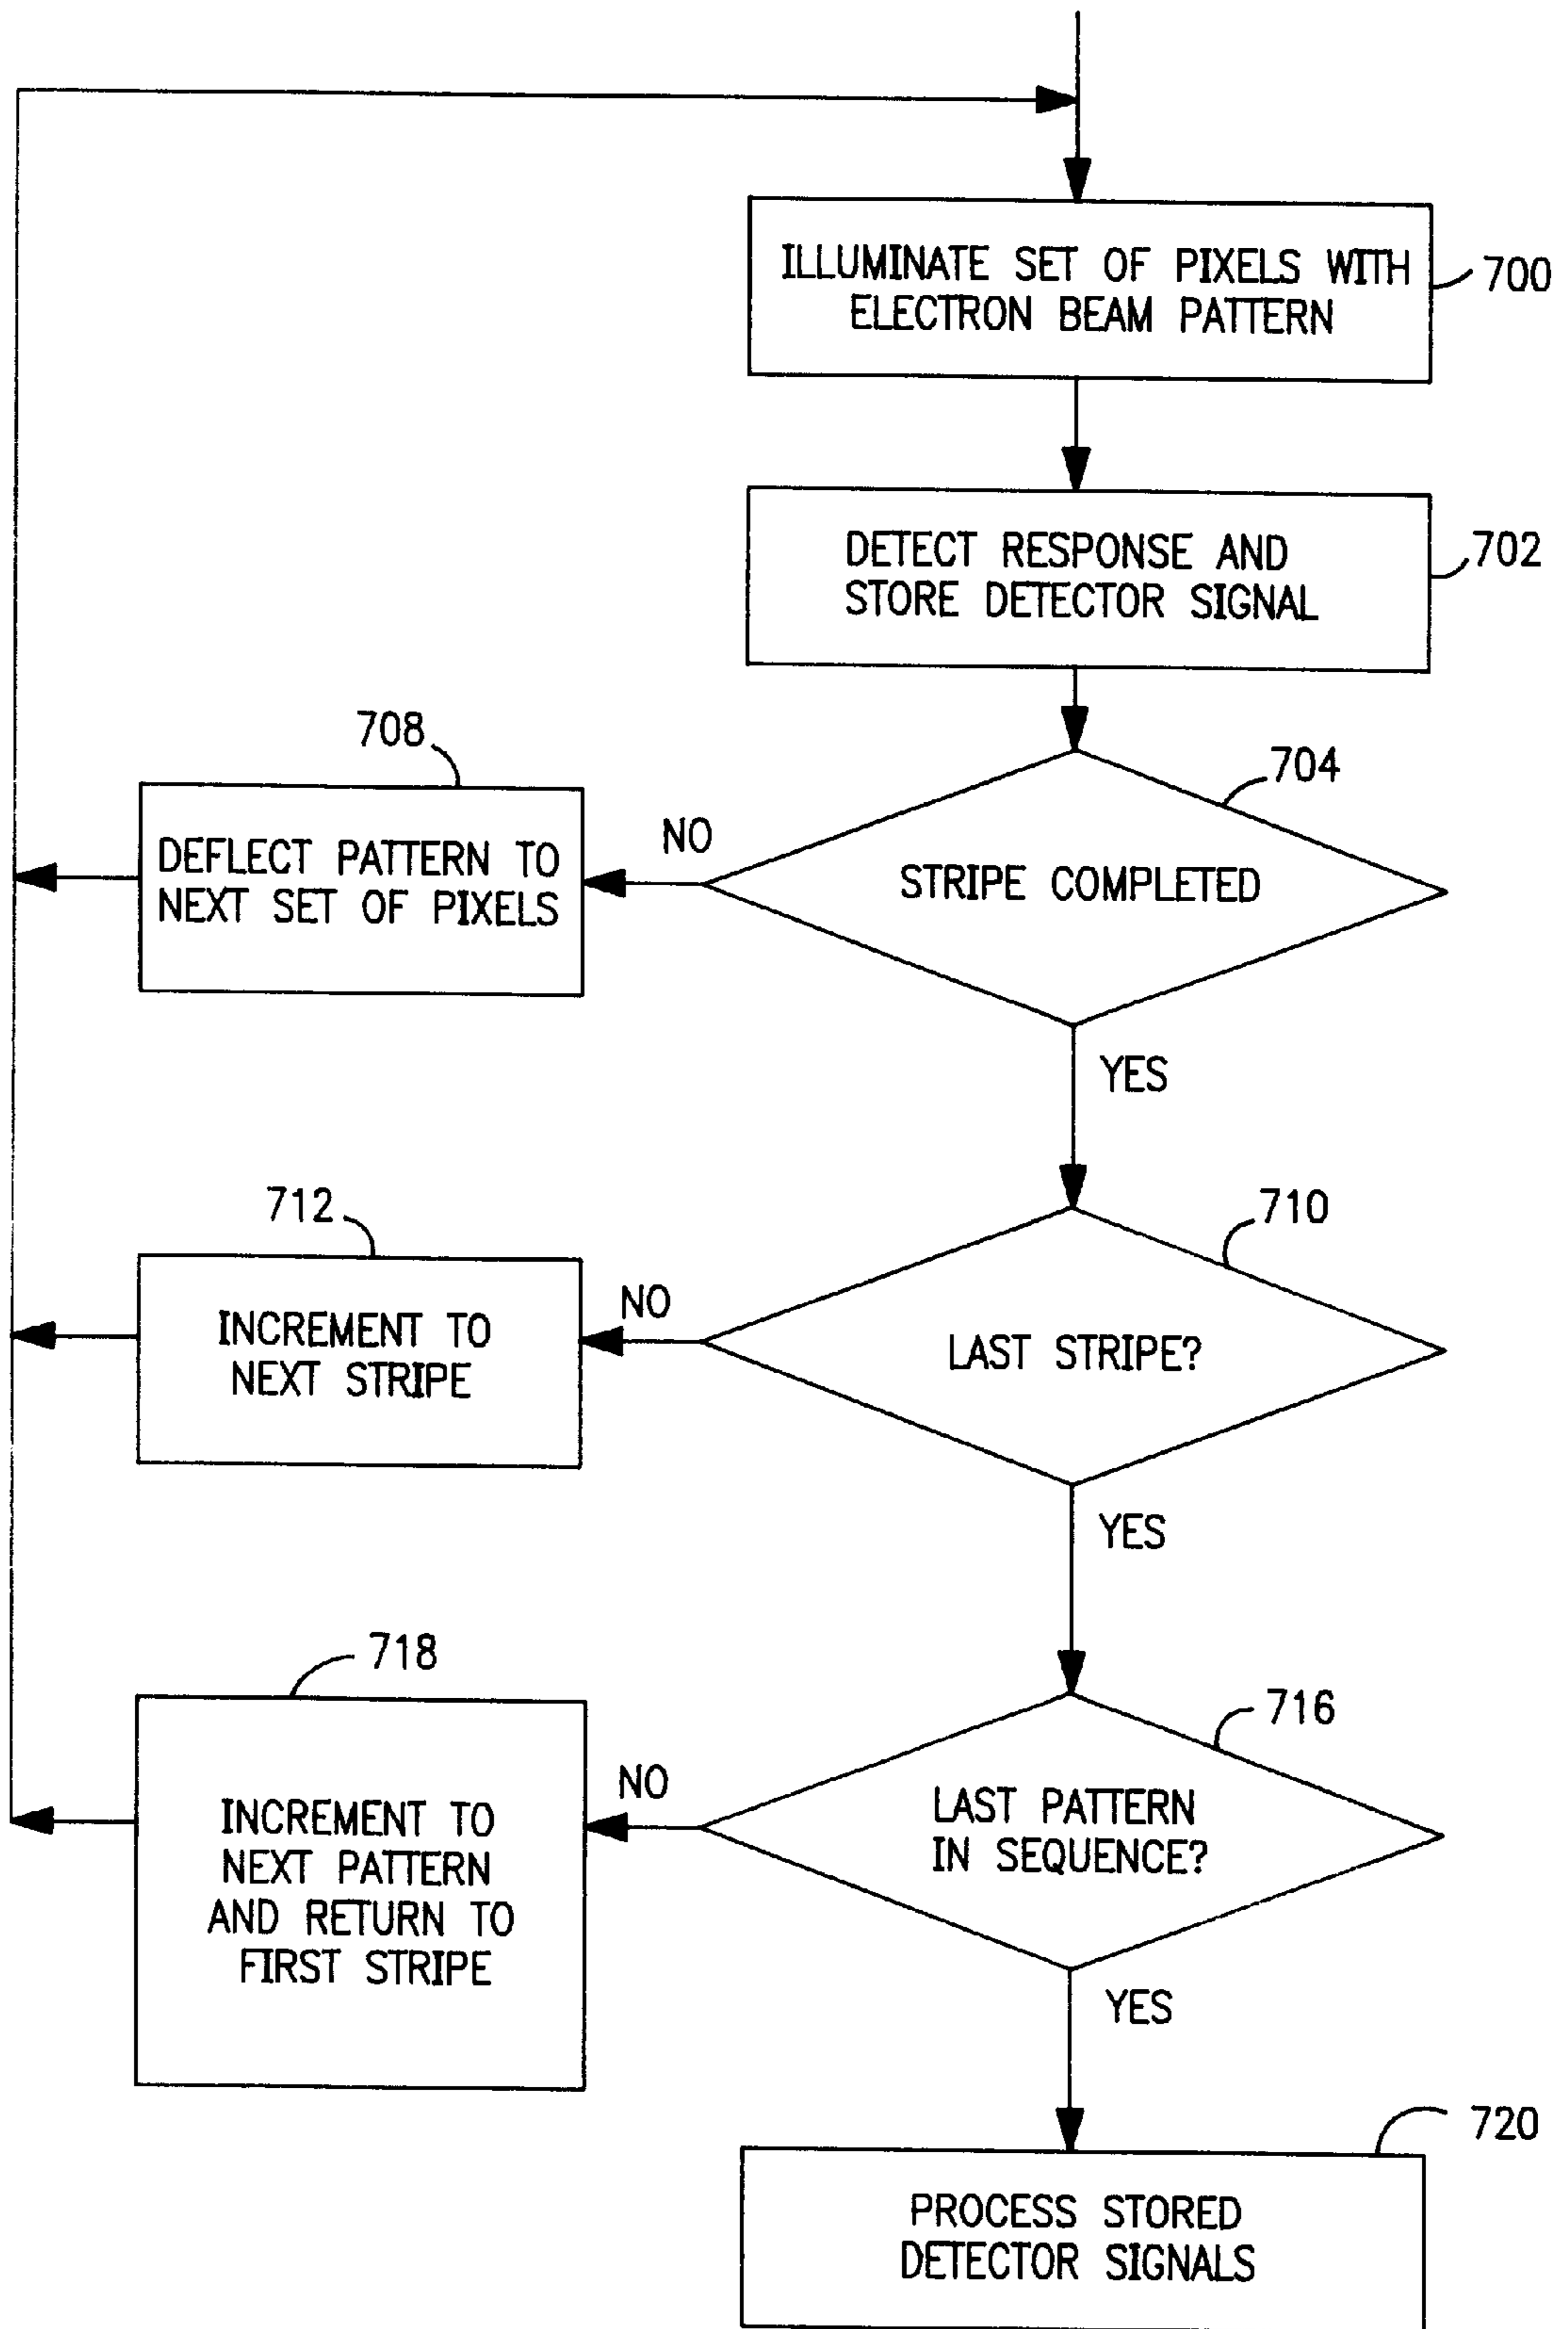 ILLUMINATE SET OF PIXELS WITH
ELECTRON BEAM PATTERN
700
DETECT RESPONSE AND
STORE DETECTOR SIGNAL
702
708
704
DEFLECT PATTERN TO
NEXT SET OF PIXELS
NO
STRIPE COMPLETED
YES
712
710
INCREMENT TO
NEXT STRIPE
NO
LAST STRIPE?
YES
718
716
INCREMENT TO
NEXT PATTERN
AND RETURN TO
FIRST STRIPE
NO
LAST PATTERN
IN SEQUENCE?
YES
720
PROCESS STORED
DETECTOR SIGNALS